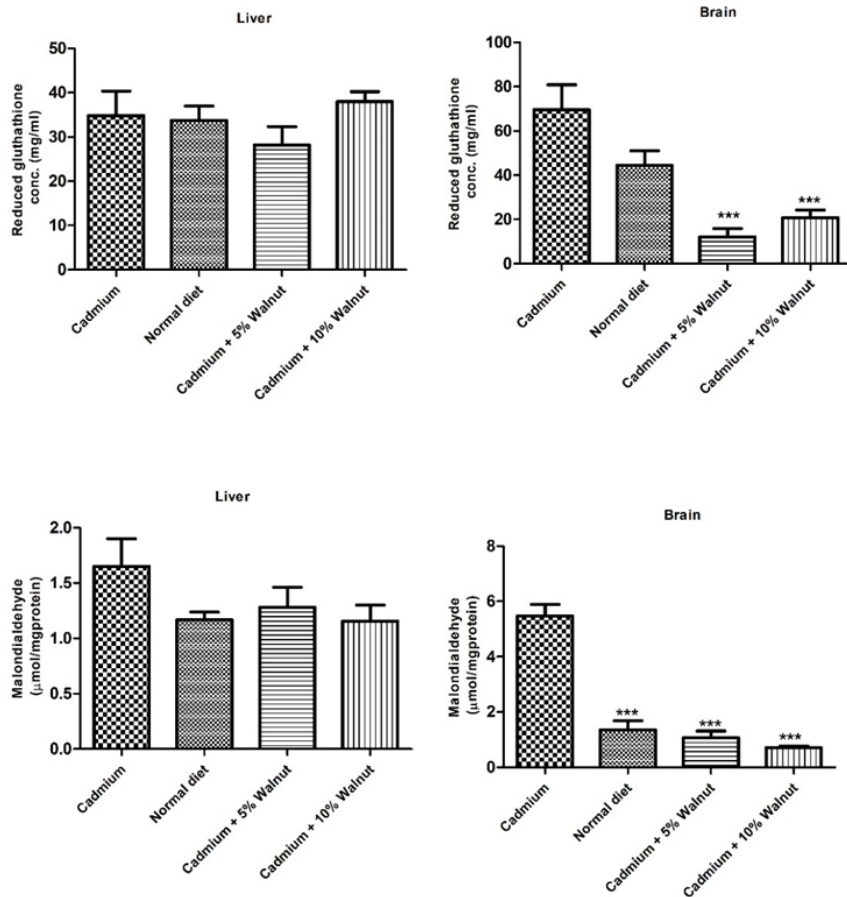 Liver
Reduced gluthathione
conc. (mg/ml)
50
40
30
20
10
0
Cadmium
Normal diet
Cadmium + 5% Walnut
Cadmium + 10% Walnut
Brain
Reduced gluthathione
conc. (mg/ml)
100
80
60
40
20
0
***
***
Cadmium
Normal diet
Cadmium + 5% Walnut
Cadmium + 10% Walnut
Liver
Malondialdehyde
(μmol/mgprotein)
2.0
1.5
1.0
0.5
0.0
Cadmium
Normal diet
Cadmium + 5% Walnut
Cadmium + 10% Walnut
Brain
Malondialdehyde
(μmol/mgprotein)
8
6
4
2
0
***
***
***
Cadmium
Normal diet
Cadmium + 5% Walnut
Cadmium + 10% Walnut